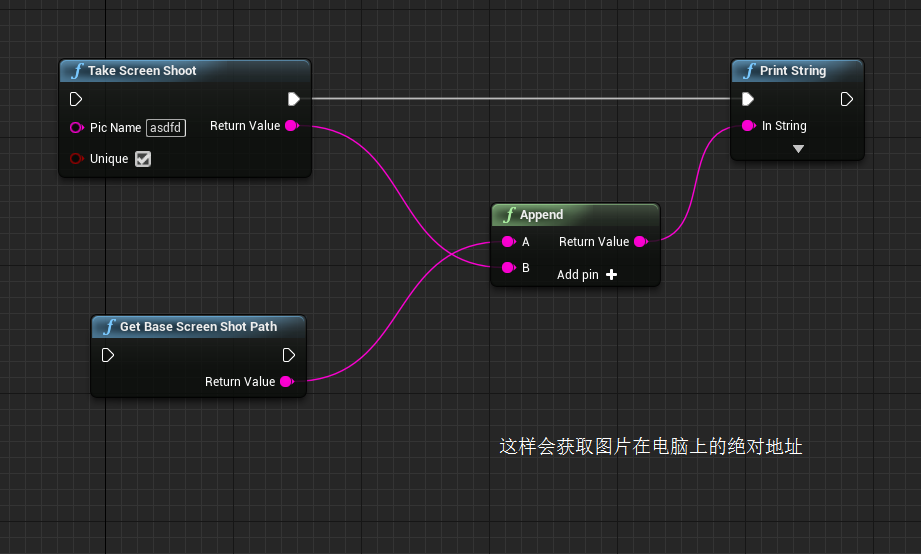 Take Screen Shoot
Pic Name asdfd
Return Value
Unique
Print String
In String
Append
A
Return Value
B
Add pin
Get Base Screen Shot Path
Return Value
这样会获取图片在电脑上的绝对地址